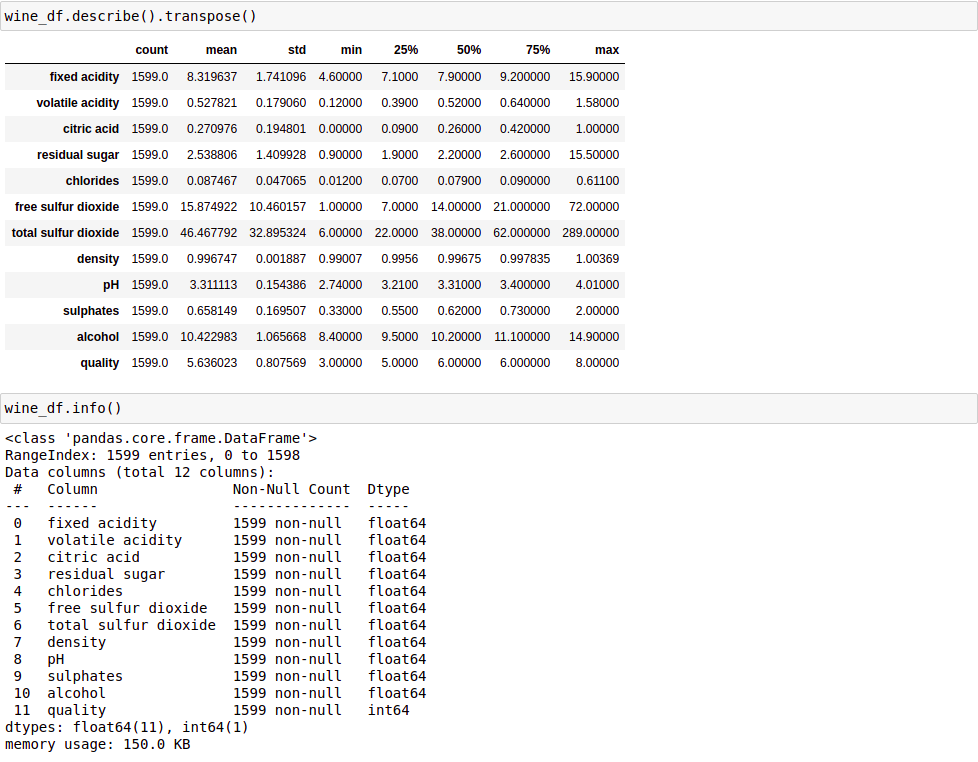 wine_df.describe().transpose()
count mean std min 25% 50% 75% max
fixed acidity 1599.0 8.319637 1.741096 4.60000 7.1000 7.90000 9.200000 15.90000
volatile acidity 1599.0 0.527821 0.179060 0.12000 0.3900 0.52000 0.640000 1.58000
citric acid 1599.0 0.270976 0.194801 0.00000 0.0900 0.26000 0.420000 1.00000
residual sugar 1599.0 2.538806 1.409928 0.90000 1.9000 2.20000 2.600000 15.50000
chlorides 1599.0 0.087467 0.047065 0.01200 0.0700 0.07900 0.090000 0.61100
free sulfur dioxide 1599.0 15.874922 10.460157 1.00000 7.0000 14.00000 21.000000 72.00000
total sulfur dioxide 1599.0 46.467792 32.895324 6.00000 22.0000 38.00000 62.000000 289.00000
density 1599.0 0.996747 0.001887 0.99007 0.9956 0.99675 0.997835 1.00369
pH 1599.0 3.311113 0.154386 2.74000 3.2100 3.31000 3.400000 4.01000
sulphates 1599.0 0.658149 0.169507 0.33000 0.5500 0.62000 0.730000 2.00000
alcohol 1599.0 10.422983 1.065668 8.40000 9.5000 10.20000 11.100000 14.90000
quality 1599.0 5.636023 0.807569 3.00000 5.0000 6.00000 6.000000 8.00000
wine_df.info()
<class 'pandas.core.frame.DataFrame'>
RangeIndex: 1599 entries, 0 to 1598
Data columns (total 12 columns):
 #   Column                Non-Null Count  Dtype
---  ------                --------------  -----
 0   fixed acidity         1599 non-null   float64
 1   volatile acidity      1599 non-null   float64
 2   citric acid           1599 non-null   float64
 3   residual sugar        1599 non-null   float64
 4   chlorides             1599 non-null   float64
 5   free sulfur dioxide   1599 non-null   float64
 6   total sulfur dioxide  1599 non-null   float64
 7   density               1599 non-null   float64
 8   pH                    1599 non-null   float64
 9   sulphates             1599 non-null   float64
 10  alcohol               1599 non-null   float64
 11  quality               1599 non-null   int64
dtypes: float64(11), int64(1)
memory usage: 150.0 KB